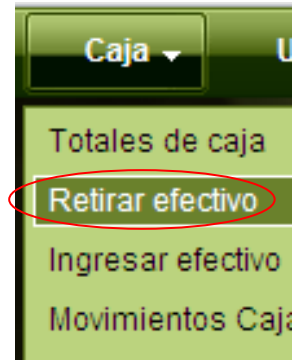 Caja
Totales de caja
Retirar efectivo
Ingresar efectivo
Movimientos Caja